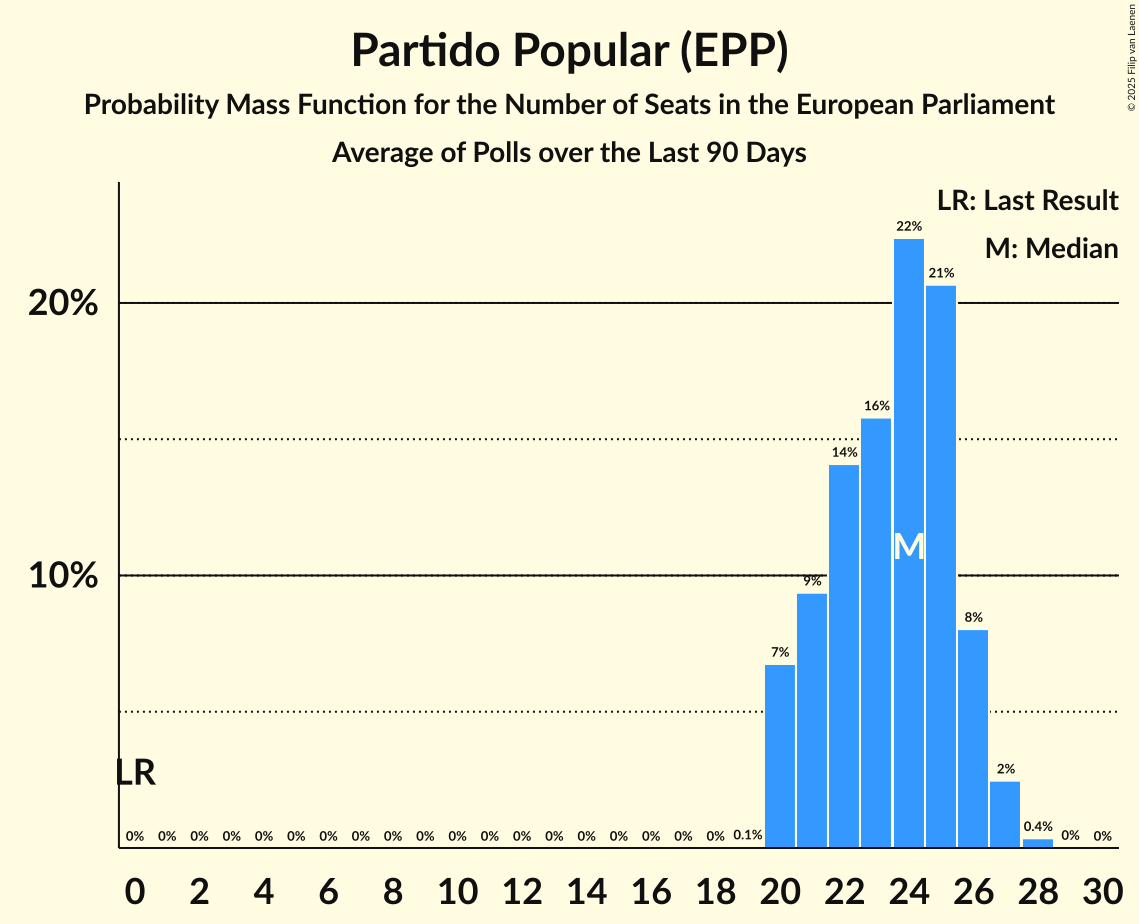 Partido Popular (EPP)
Probability Mass Function for the Number of Seats in the European Parliament
Average of Polls over the Last 90 Days
© 2025 Filip van Laenen
LR: Last Result
M: Median
22%
21%
20%
16%
14%
M
10%
9%
8%
7%
LR
2%
0% 0% 0% 0% 0% 0% 0% 0% 0% 0% 0% 0% 0% 0% 0% 0% 0% 0% 0% 0.1% 0.4% 0% 0%
0 2 4 6 8 10 12 14 16 18 20 22 24 26 28 30